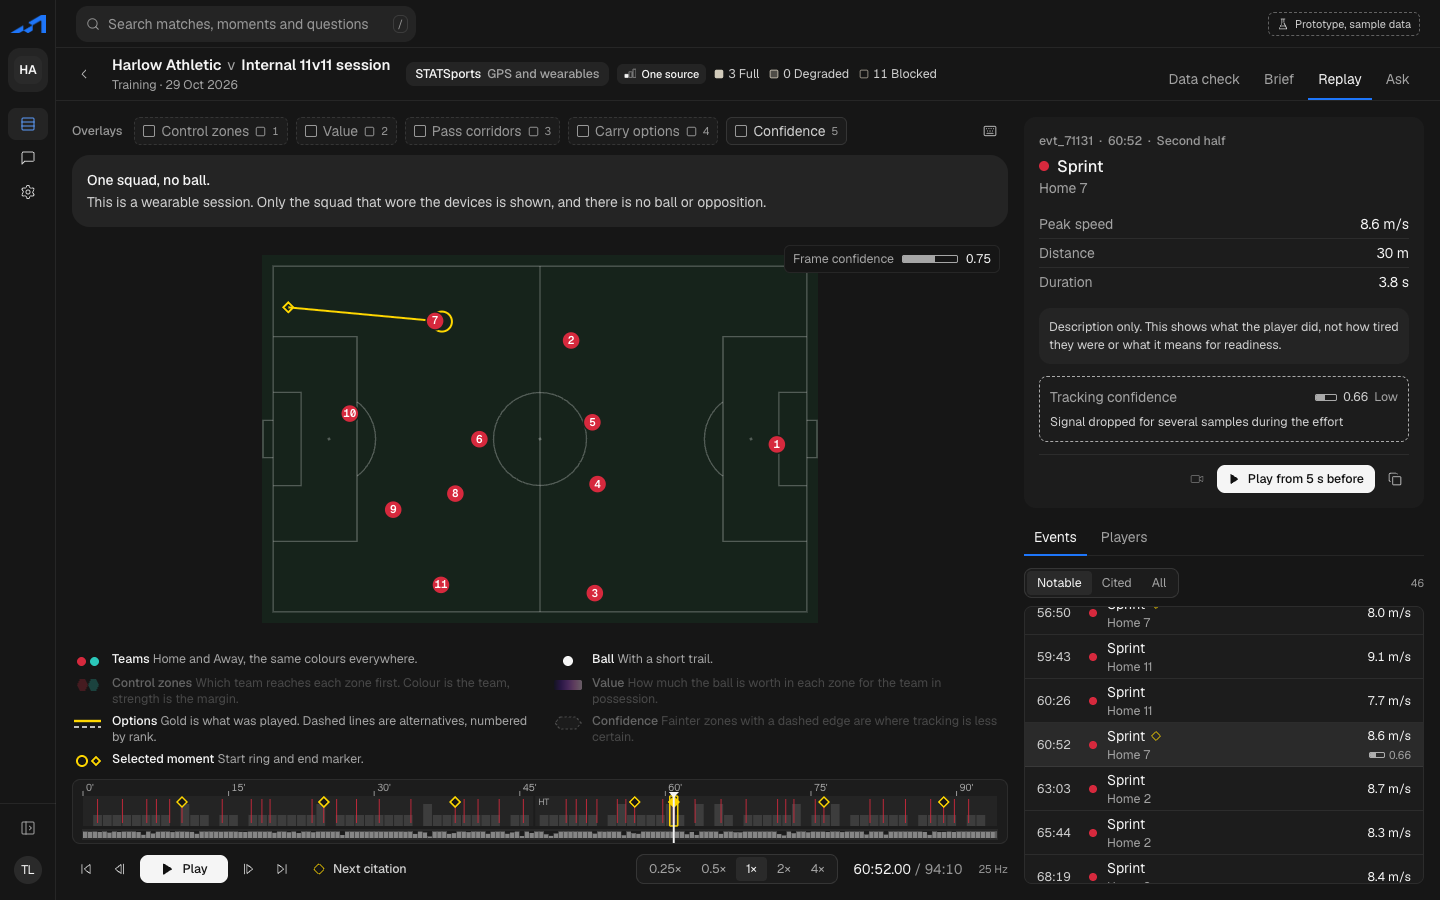 Search matches, moments and questions
/
Prototype, sample data
HA
Harlow Athletic v Internal 11v11 session
Training · 29 Oct 2026
STATSports GPS and wearables
One source
3 Full
0 Degraded
11 Blocked
Data check
Brief
Replay
Ask
Overlays
Control zones 1
Value 2
Pass corridors 3
Carry options 4
Confidence 5
One squad, no ball.
This is a wearable session. Only the squad that wore the devices is shown, and there is no ball or opposition.
Frame confidence 0.75
7
2
10
5
6
1
4
8
9
11
3
Teams Home and Away, the same colours everywhere.
Ball With a short trail.
Control zones Which team reaches each zone first. Colour is the team,
strength is the margin.
Value How much the ball is worth in each zone for the team in
possession.
Options Gold is what was played. Dashed lines are alternatives, numbered
by rank.
Confidence Fainter zones with a dashed edge are where tracking is less
certain.
Selected moment Start ring and end marker.
0'
15'
30'
45'
60'
75'
90'
HT
Play
Next citation
0.25×
0.5×
1×
2×
4×
60:52.00 / 94:10
25 Hz
evt_71131 · 60:52 · Second half
Sprint
Home 7
Peak speed 8.6 m/s
Distance 30 m
Duration 3.8 s
Description only. This shows what the player did, not how tired
they were or what it means for readiness.
Tracking confidence 0.66 Low
Signal dropped for several samples during the effort
Play from 5 s before
Events
Players
Notable
Cited
All
46
56:50 Sprint 8.0 m/s
Home 7
59:43 Sprint 9.1 m/s
Home 11
60:26 Sprint 7.7 m/s
Home 11
60:52 Sprint 8.6 m/s
Home 7 0.66
63:03 Sprint 8.7 m/s
Home 2
65:44 Sprint 8.3 m/s
Home 2
68:19 Sprint 8.4 m/s
TL